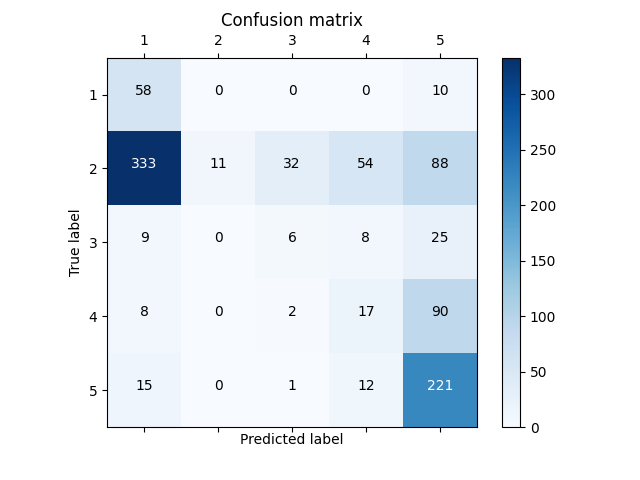 Confusion matrix
1 2 3 4 5
1 58 0 0 0 10
2 333 11 32 54 88
3 9 0 6 8 25
4 8 0 2 17 90
5 15 0 1 12 221
True label
Predicted label
300
250
200
150
100
50
0